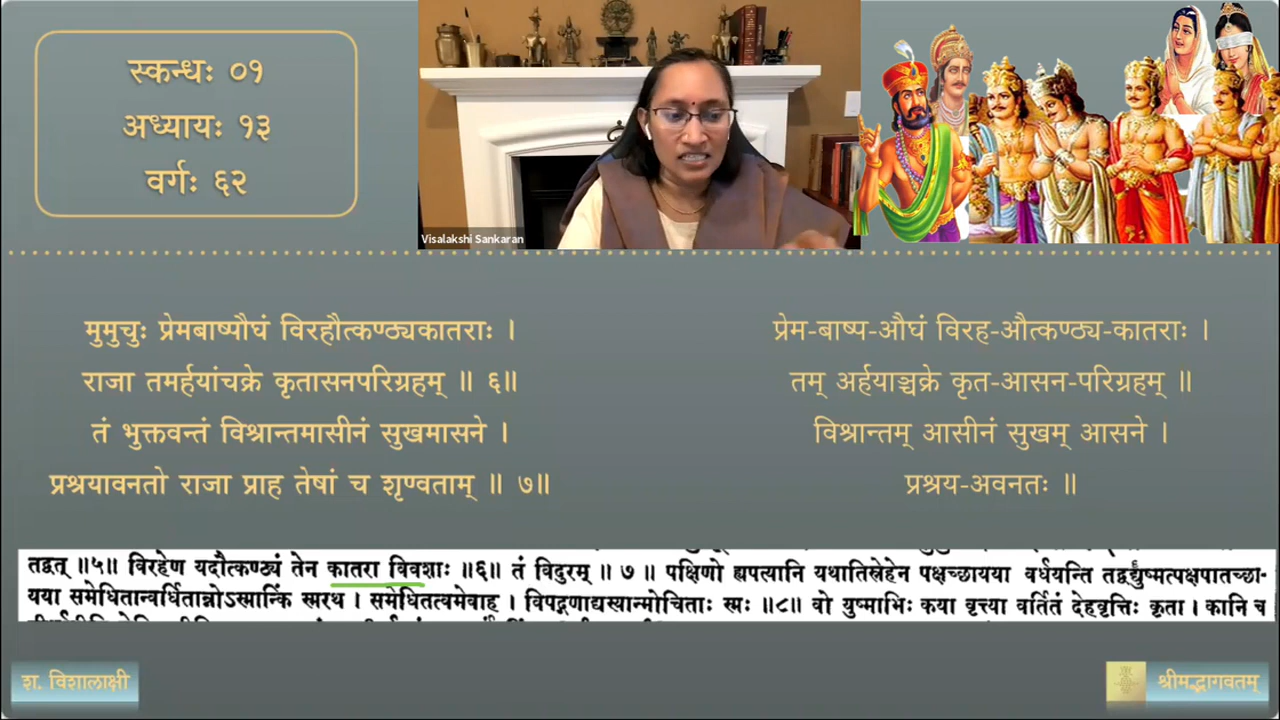 स्कन्धः ०१
अध्यायः १३
वर्गः ६२
Visalakshi Sankaran
मुमुचुः प्रेमबाष्पौघं विरहौत्कण्ठ्यकातराः ।
राजा तमर्हयांचक्रे कृतासनपरिग्रहम् ॥ ६॥
तं भुक्तवन्तं विश्रान्तमासीनं सुखमासने ।
प्रश्रयावनतो राजा प्राह तेषां च शृण्वताम् ॥ ७॥
प्रेम-बाष्प-औघं विरह-औत्कण्ठ्य-कातराः ।
तम् अर्हयाञ्चक्रे कृत-आसन-परिग्रहम् ॥
विश्रान्तम् आसीनं सुखम् आसने ।
प्रश्रय-अवनतः ॥
तद्वत् ॥५॥ विरहेण यदौत्कण्ठ्यं तेन कातरा विवशाः ॥६॥ तं विदुरम् ॥ ७ ॥ पक्षिणो ह्यपत्यानि यथातिस्नेहेन पक्षच्छायया वर्धयन्ति तद्वद्युष्मत्पक्षपातच्छा-
यया समेधितान्वर्धितान्नोऽस्मान्किं स्मरथ । समेधितत्वमेवाह । विपद्गणाद्यस्यान्मोचिताः स्मः ॥८॥ वो युष्माभिः कया वृत्त्या वर्तितं देहवृत्तिः कृता । कानि च
श. विशालाक्षी
श्रीमद्भागवतम्